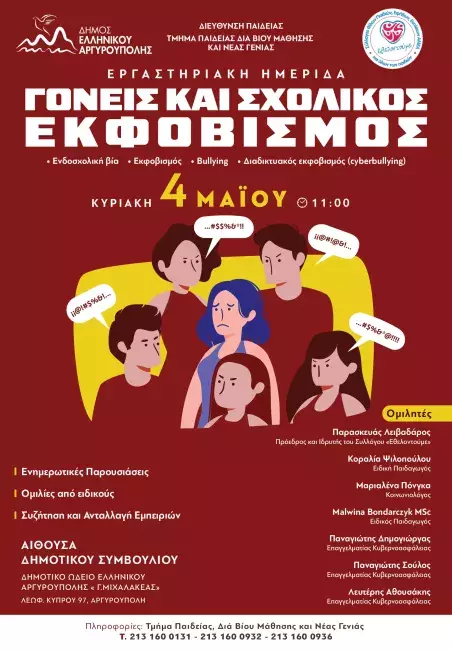 ΔΗΜΟΣ
ΕΛΛΗΝΙΚΟΥ
ΑΡΓΥΡΟΥΠΟΛΗΣ
ΔΙΕΥΘΥΝΣΗ ΠΑΙΔΕΙΑΣ
ΤΜΗΜΑ ΠΑΙΔΕΙΑΣ ΔΙΑ ΒΙΟΥ ΜΑΘΗΣΗΣ
ΚΑΙ ΝΕΑΣ ΓΕΝΙΑΣ
ΕΡΓΑΣΤΗΡΙΑΚΗ ΗΜΕΡΙΔΑ
ΓΟΝΕΙΣ ΚΑΙ ΣΧΟΛΙΚΟΣ
ΕΚΦΟΒΙΣΜΟΣ
• Ενδοσχολική βία • Εκφοβισμός • Bullying • Διαδικτυακός εκφοβισμός (cyberbullying)
ΚΥΡΙΑΚΗ 4 ΜΑΪΟΥ 11:00
...#$$%&*!!
¡¡@#!@&!...
¡¡@!#$%&!...
...#$%&*@!!!!
Ομιλητές
Παρασκευάς Λειβαδάρος
Πρόεδρος και Ιδρυτής του Συλλόγου «Εθελοντούμε»
Κοραλία Ψιλοπούλου
Ειδική Παιδαγωγός
Μαριαλένα Πόνγκα
Κοινωνιολόγος
Malwina Bondarczyk MSc
Ειδικός Παιδαγωγός
Παναγιώτης Δημογιώργας
Επαγγελματίας Κυβερνοασφάλειας
Παναγιώτης Σούλος
Επαγγελματίας Κυβερνοασφάλειας
Λευτέρης Αθουσάκης
Επαγγελματίας Κυβερνοασφάλειας
Ενημερωτικές Παρουσιάσεις
Ομιλίες από ειδικούς
Συζήτηση και Ανταλλαγή Εμπειριών
ΑΙΘΟΥΣΑ
ΔΗΜΟΤΙΚΟΥ ΣΥΜΒΟΥΛΙΟΥ
ΔΗΜΟΤΙΚΟ ΩΔΕΙΟ ΕΛΛΗΝΙΚΟΥ
ΑΡΓΥΡΟΥΠΟΛΗΣ « Γ.ΜΙΧΑΛΑΚΕΑΣ»
ΛΕΩΦ. ΚΥΠΡΟΥ 97, ΑΡΓΥΡΟΥΠΟΛΗ
Πληροφορίες: Τμήμα Παιδείας, Διά Βίου Μάθησης και Νέας Γενιάς
Τ. 213 160 0131 - 213 160 0932 - 213 160 0936